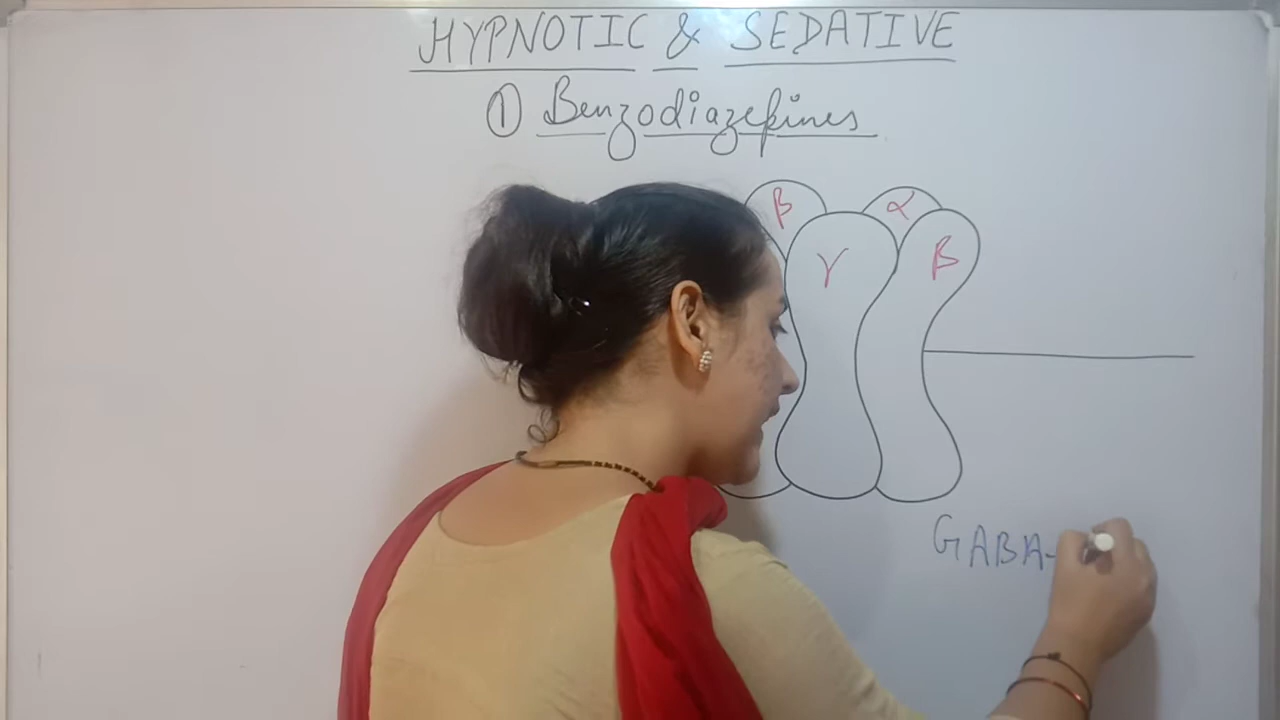 HYPNOTIC & SEDATIVE
① Benzodiazepines
β α
γ β
GABA-